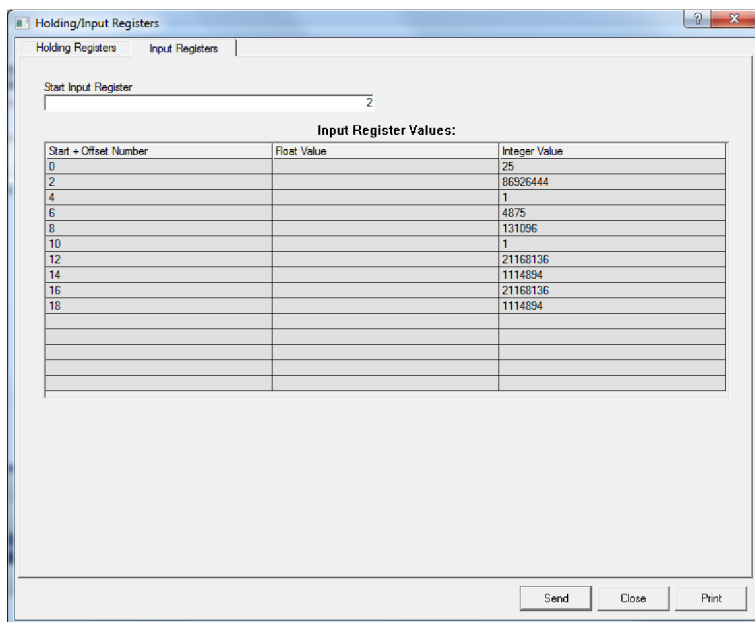 Holding/Input Registers
Holding Registers Input Registers
Start Input Register
2
Input Register Values:
Start + Offset Number Float Value Integer Value
0 25
2 86926444
4 1
6 4875
8 131096
10 1
12 21168136
14 1114894
16 21168136
18 1114894
Send Close Print